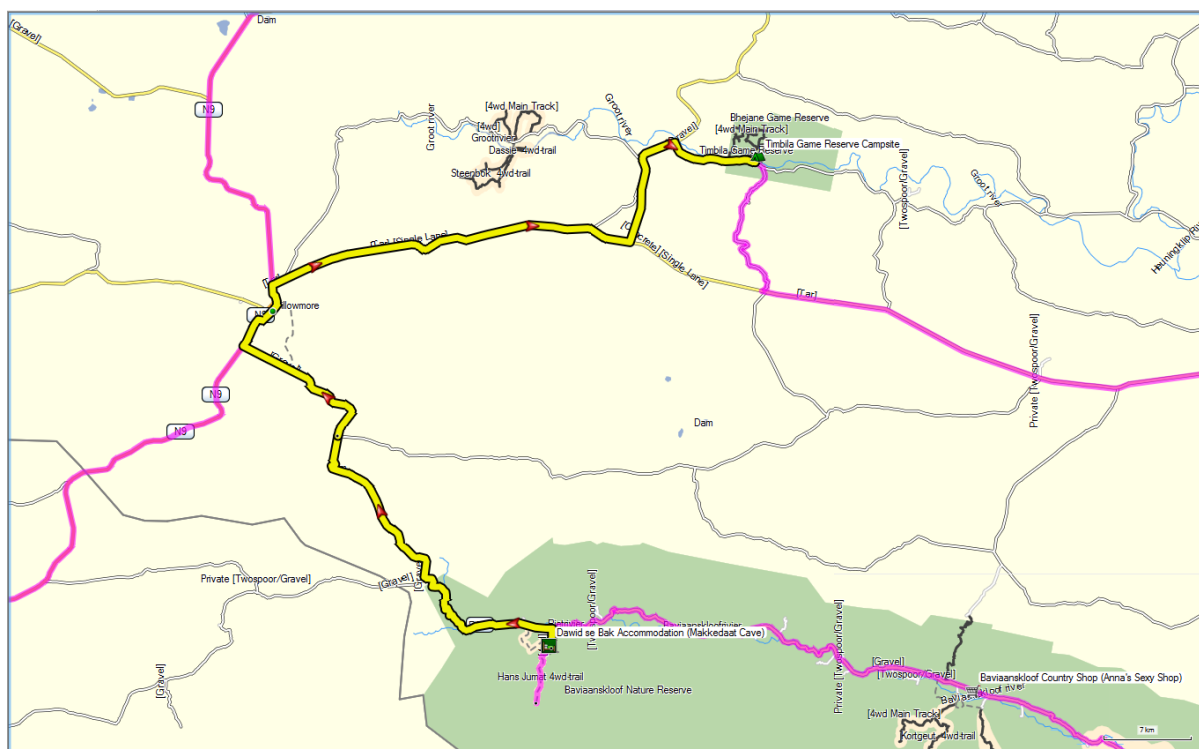 [Gravel]
Dam
N9
[4wd Main Track]
[4wd]
Grootrivier
Groot river
Dassie 4wd-trail
Steenbok 4wd-trail
Groot river
Bhejane Game Reserve
[4wd Main Track]
Timbila Game Reserve Campsite
Timbila Game Reserve
[Twospoor/Gravel]
Groot river
[Single Lane]
[Single Lane]
[Tar]
N9
N9
Dam
Private [Twospoor/Gravel]
Private [Twospoor/Gravel]
[Gravel]
[Gravel]
Dawid se Bak Accommodation (Makkedaat Cave)
Hans Jumat 4wd-trail
Baviaanskloof Nature Reserve
Private [Twospoor/Gravel]
[Gravel]
[Twospoor/Gravel]
Baviaanskloof Country Shop (Anna's Sexy Shop)
[4wd Main Track]
Kortgeut 4wd-trail
7 km